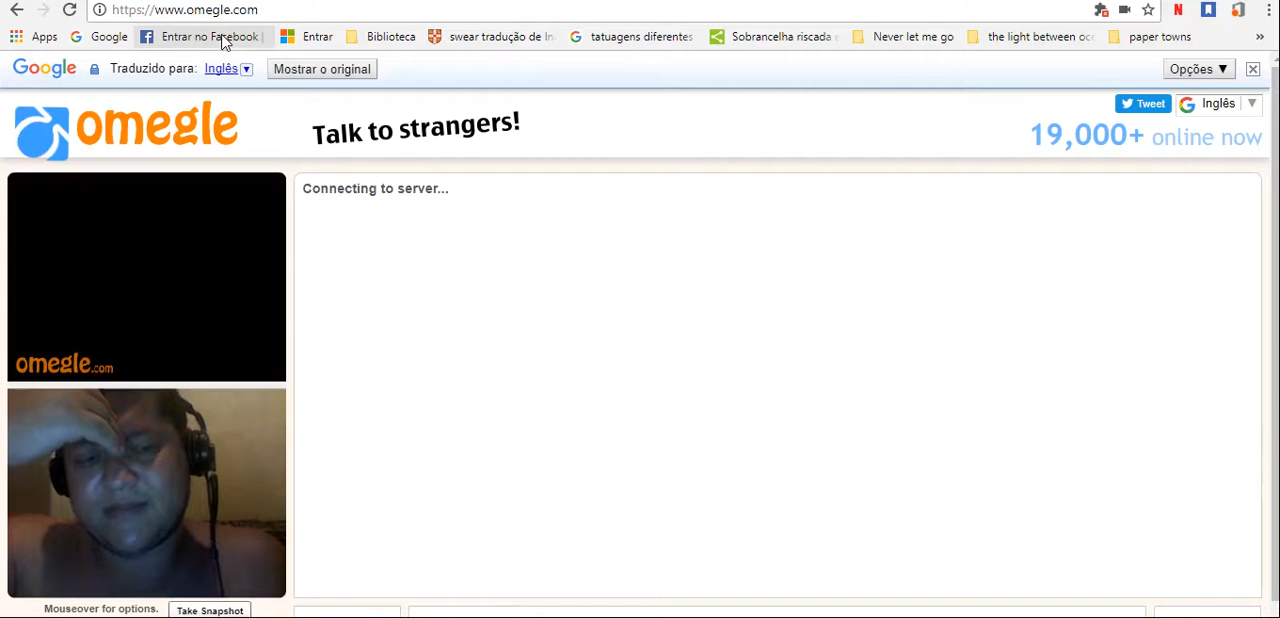 https://www.omegle.com
Apps Google Entrar no Facebook | Entrar Biblioteca swear tradução de In tatuagens diferentes Sobrancelha riscada Never let me go the light between oc paper towns »
Google Traduzido para: Inglês Mostrar o original Opções ▼
omegle Talk to strangers! Tweet Inglês
19,000+ online now
Connecting to server...
omegle.com
Mouseover for options. Take Snapshot